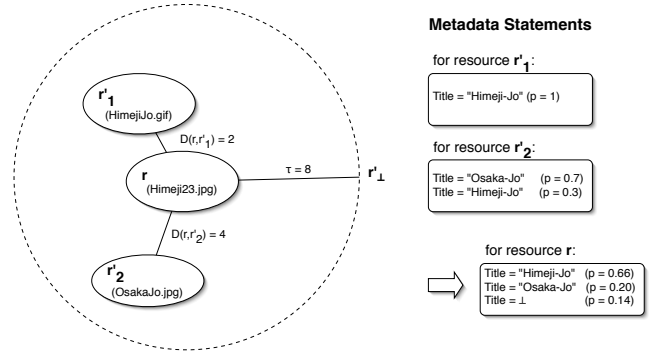 r'1
(HimejiJo.gif)
D(r,r'1) = 2
r
(Himeji23.jpg)
τ = 8
r'⊥
D(r,r'2) = 4
r'2
(OsakaJo.jpg)
Metadata Statements
for resource r'1:
Title = "Himeji-Jo" (p = 1)
for resource r'2:
Title = "Osaka-Jo" (p = 0.7)
Title = "Himeji-Jo" (p = 0.3)
for resource r:
Title = "Himeji-Jo" (p = 0.66)
Title = "Osaka-Jo" (p = 0.20)
Title = ⊥ (p = 0.14)